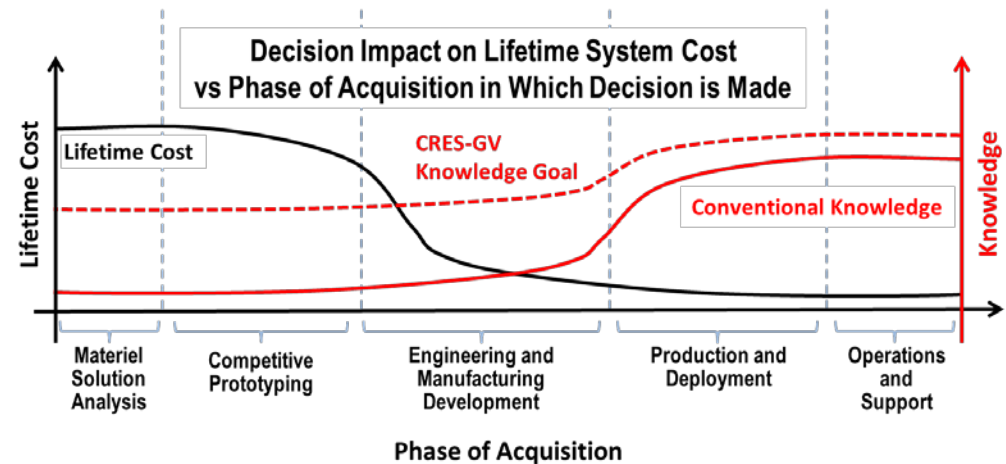 Decision Impact on Lifetime System Cost
vs Phase of Acquisition in Which Decision is Made
Lifetime Cost
Lifetime Cost
CRES-GV
Knowledge Goal
Conventional Knowledge
Knowledge
Materiel
Solution
Analysis
Competitive
Prototyping
Engineering and
Manufacturing
Development
Production and
Deployment
Operations
and
Support
Phase of Acquisition